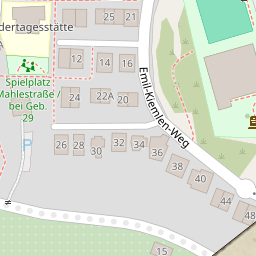 25 21
dertagesstätte
12 14 16
Spielplatz
Mahlestraße /
bei Geb.
29
24 22A 20
Emil-Klemlen-Weg
P
26 28 30 32 34 36
38
40
44
48
15